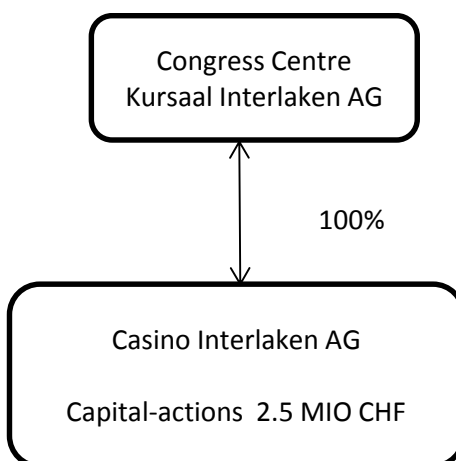 Congress Centre
Kursaal Interlaken AG
100%
Casino Interlaken AG
Capital-actions 2.5 MIO CHF